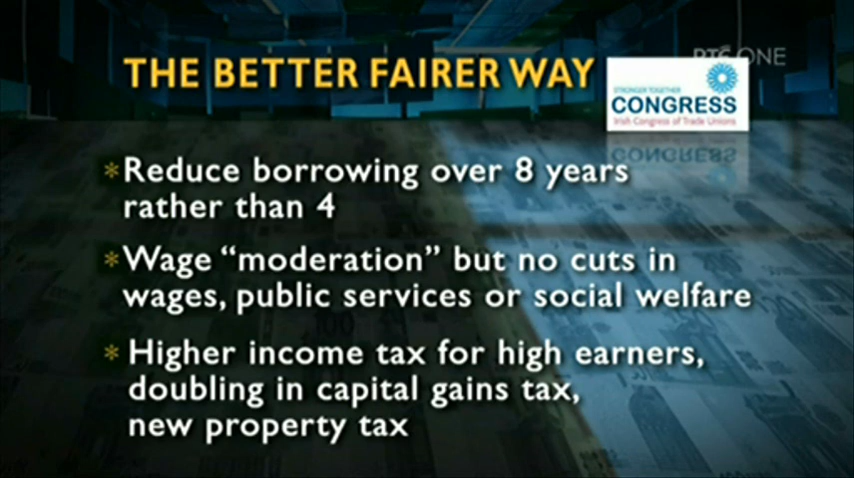 RTÉ ONE
THE BETTER FAIRER WAY
STRONGER TOGETHER
CONGRESS
Irish Congress of Trade Unions
*Reduce borrowing over 8 years
rather than 4
*Wage “moderation” but no cuts in
wages, public services or social welfare
* Higher income tax for high earners,
doubling in capital gains tax,
new property tax